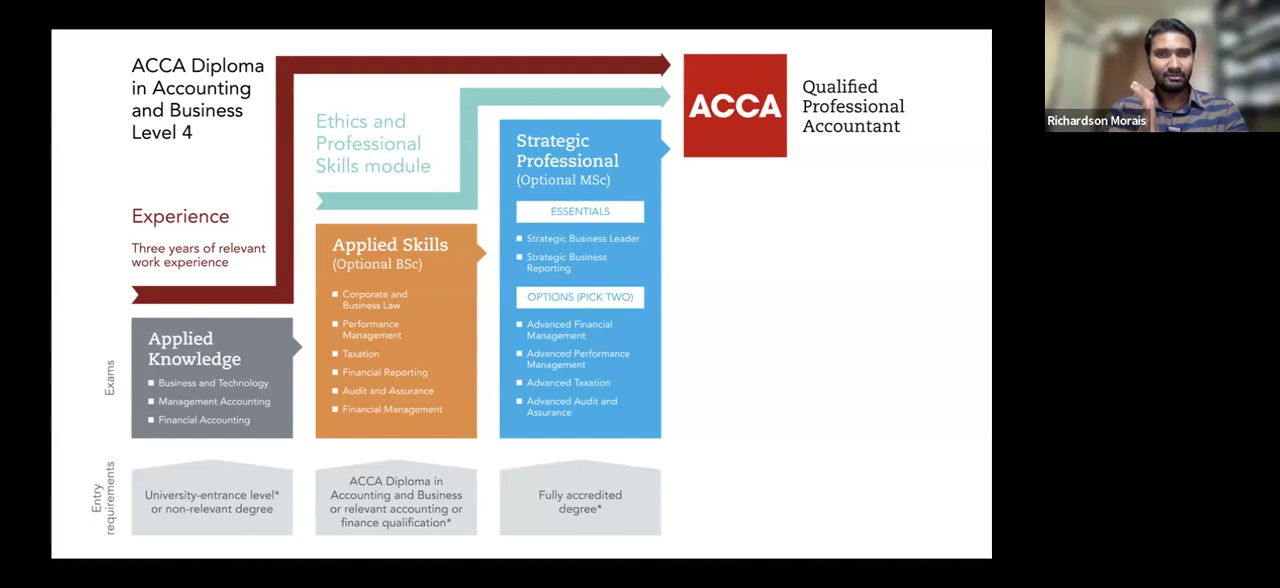 ACCA Diploma
in Accounting
and Business
Level 4
Experience
Three years of relevant
work experience
Ethics and
Professional
Skills module
ACCA
Qualified
Professional
Accountant
Richardson Morais
Exams
Applied
Knowledge
Business and Technology
Management Accounting
Financial Accounting
Applied Skills
(Optional BSc)
Corporate and
Business Law
Performance
Management
Taxation
Financial Reporting
Audit and Assurance
Financial Management
Strategic
Professional
(Optional MSc)
ESSENTIALS
Strategic Business Leader
Strategic Business
Reporting
OPTIONS (PICK TWO)
Advanced Financial
Management
Advanced Performance
Management
Advanced Taxation
Advanced Audit and
Assurance
Entry
requirements
University-entrance level*
or non-relevant degree
ACCA Diploma in
Accounting and Business
or relevant accounting or
finance qualification*
Fully accredited
degree*